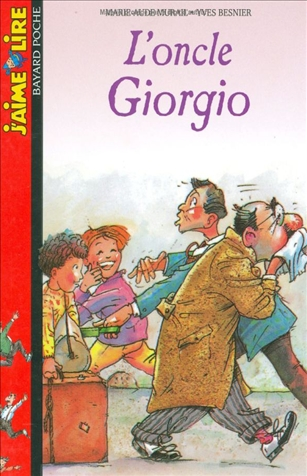 MARIE-AUDE MURAIL - YVES BESNIER
L'oncle
Giorgio
J'AIME LIRE
BAYARD POCHE